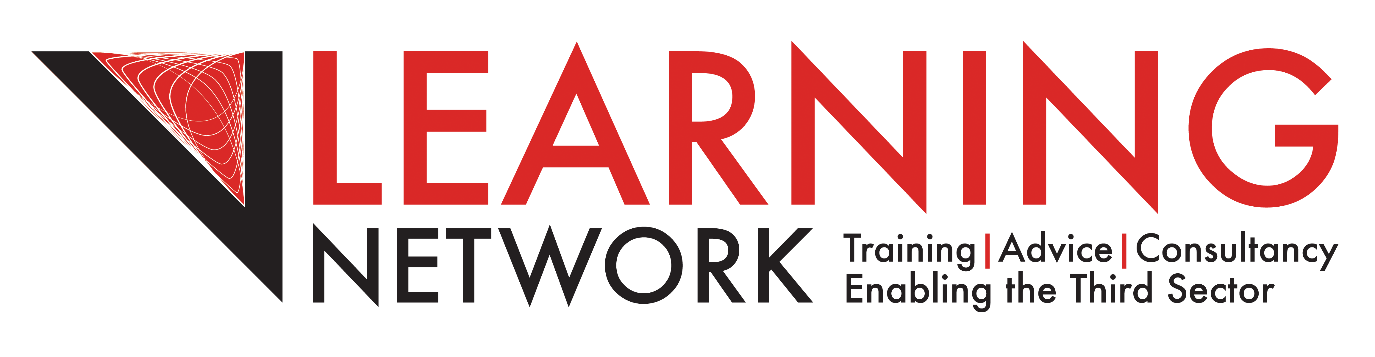 LEARNING
NETWORK
Training|Advice|Consultancy
Enabling the Third Sector